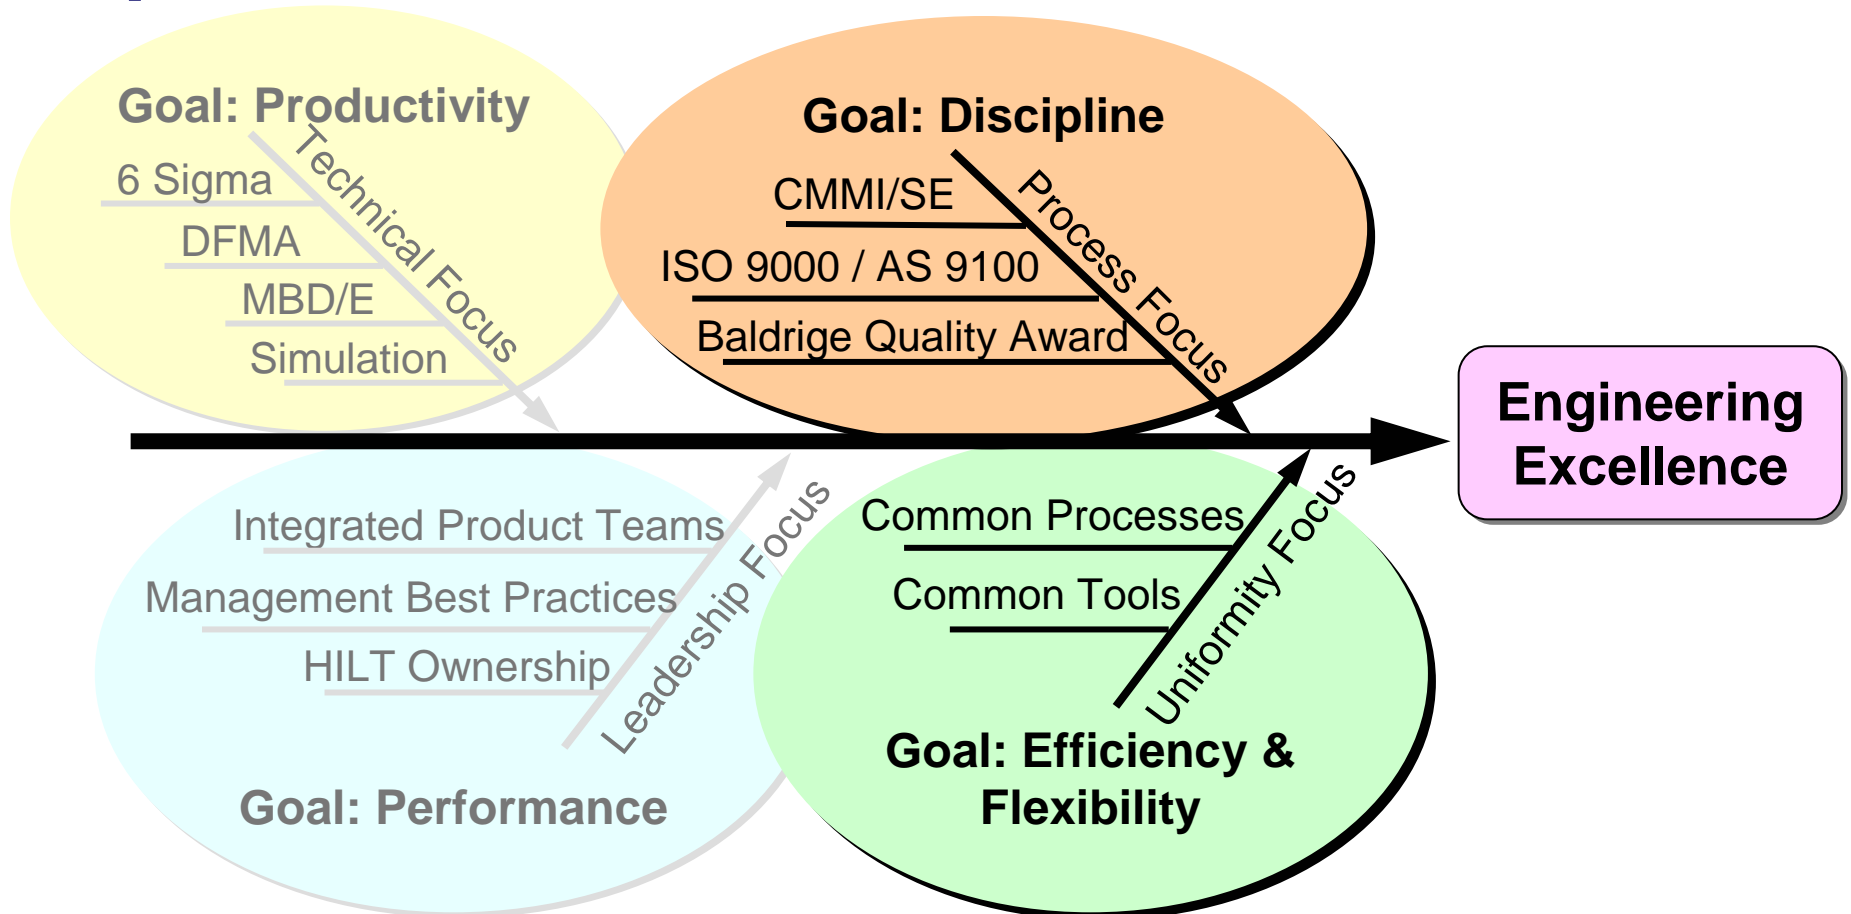 Goal: Productivity
Technical Focus
6 Sigma
DFMA
MBD/E
Simulation
Goal: Discipline
Process Focus
CMMI/SE
ISO 9000 / AS 9100
Baldrige Quality Award
Engineering
Excellence
Integrated Product Teams
Management Best Practices
HILT Ownership
Leadership Focus
Goal: Performance
Common Processes
Common Tools
Uniformity Focus
Goal: Efficiency &
Flexibility